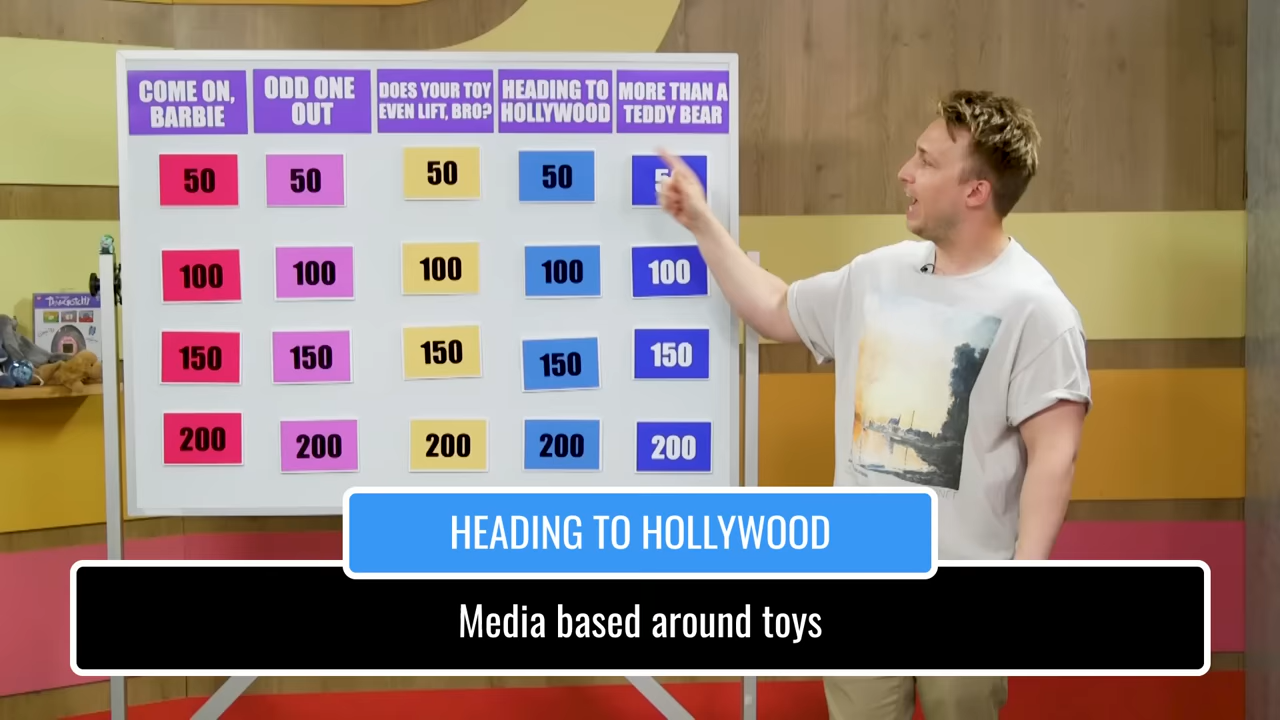 COME ON,
BARBIE
ODD ONE
OUT
DOES YOUR TOY
EVEN LIFT, BRO?
HEADING TO
HOLLYWOOD
MORE THAN A
TEDDY BEAR
50 50 50 50
100 100 100 100 100
150 150 150 150 150
200 200 200 200 200
HEADING TO HOLLYWOOD
Media based around toys